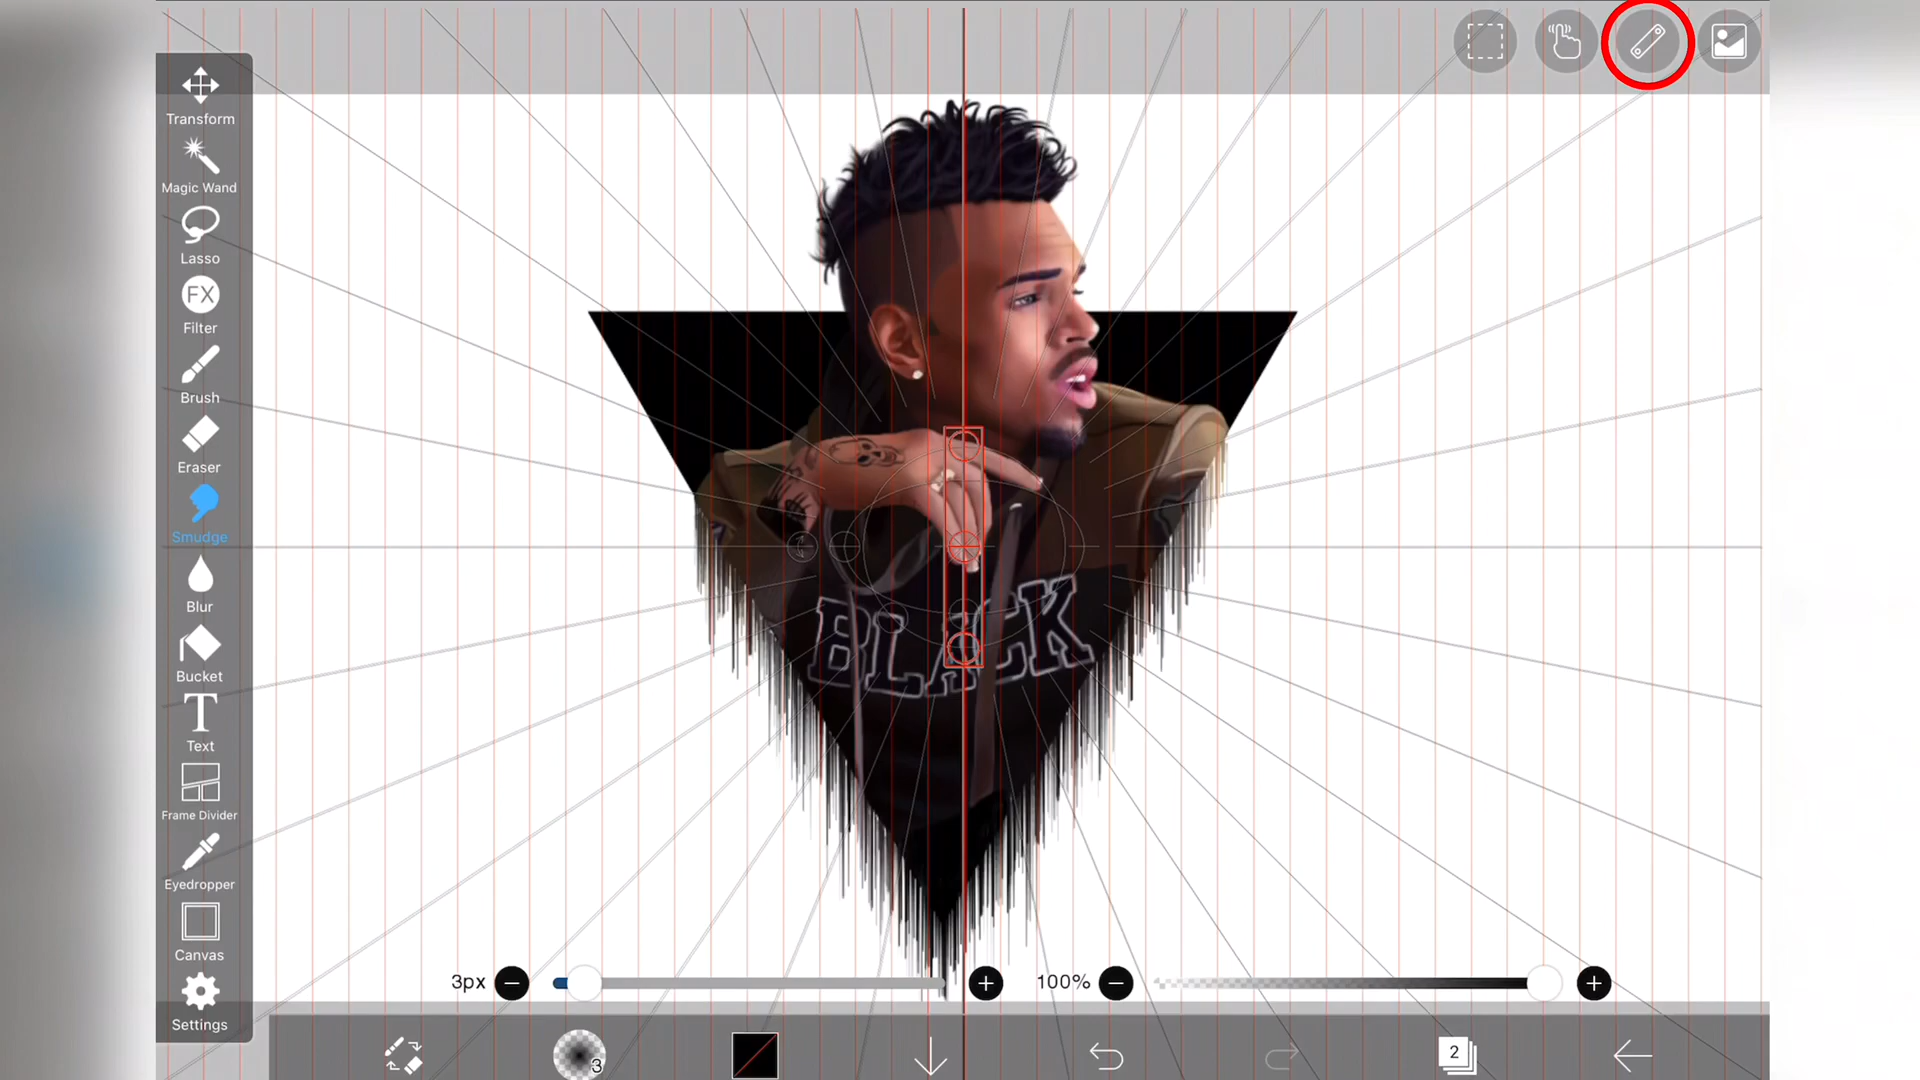 Transform
Magic Wand
Lasso
FX
Filter
Brush
Eraser
Smudge
Blur
Bucket
T
Text
Frame Divider
Eyedropper
Canvas
Settings
BLACK
3px
100%
3
2